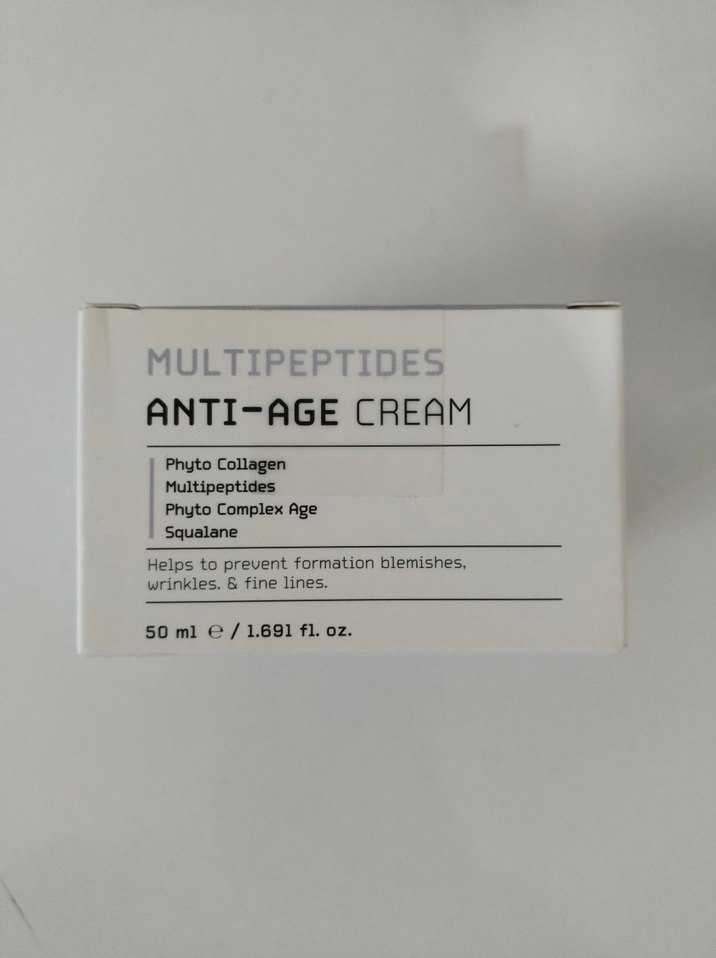 MULTIPEPTIDES
ANTI-AGE CREAM
Phyto Collagen
Multipeptides
Phyto Complex Age
Squalane
Helps to prevent formation blemishes,
wrinkles. & fine lines.
50 ml ℮ / 1.691 fl. oz.